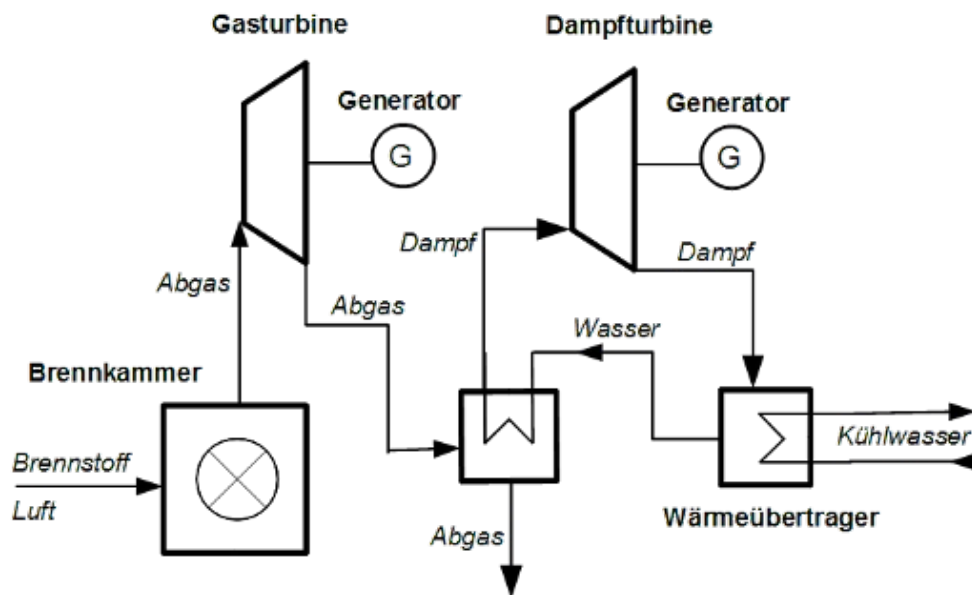 Gasturbine
Dampfturbine
Generator
G
Generator
G
Dampf
Dampf
Abgas
Abgas
Wasser
Brennkammer
Kühlwasser
Brennstoff
Luft
Wärmeübertrager
Abgas